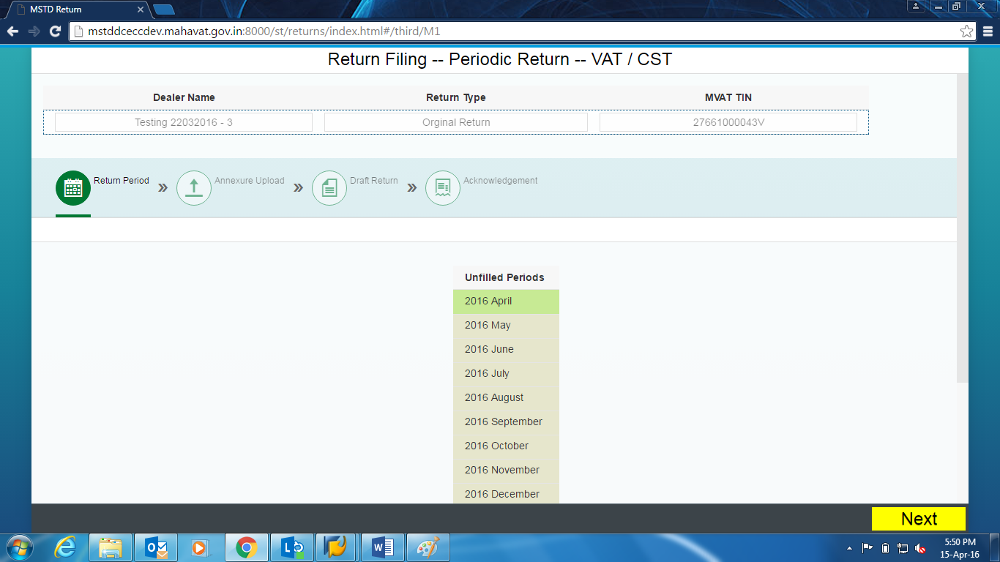 MSTD Return
mstddceccdev.mahavat.gov.in:8000/st/returns/index.html#/third/M1
Return Filing -- Periodic Return -- VAT / CST
Dealer Name Return Type MVAT TIN
Testing 22032016 - 3 Orginal Return 27661000043V
Return Period » Annexure Upload » Draft Return » Acknowledgement
Unfilled Periods
2016 April
2016 May
2016 June
2016 July
2016 August
2016 September
2016 October
2016 November
2016 December
Next
5:50 PM
15-Apr-16